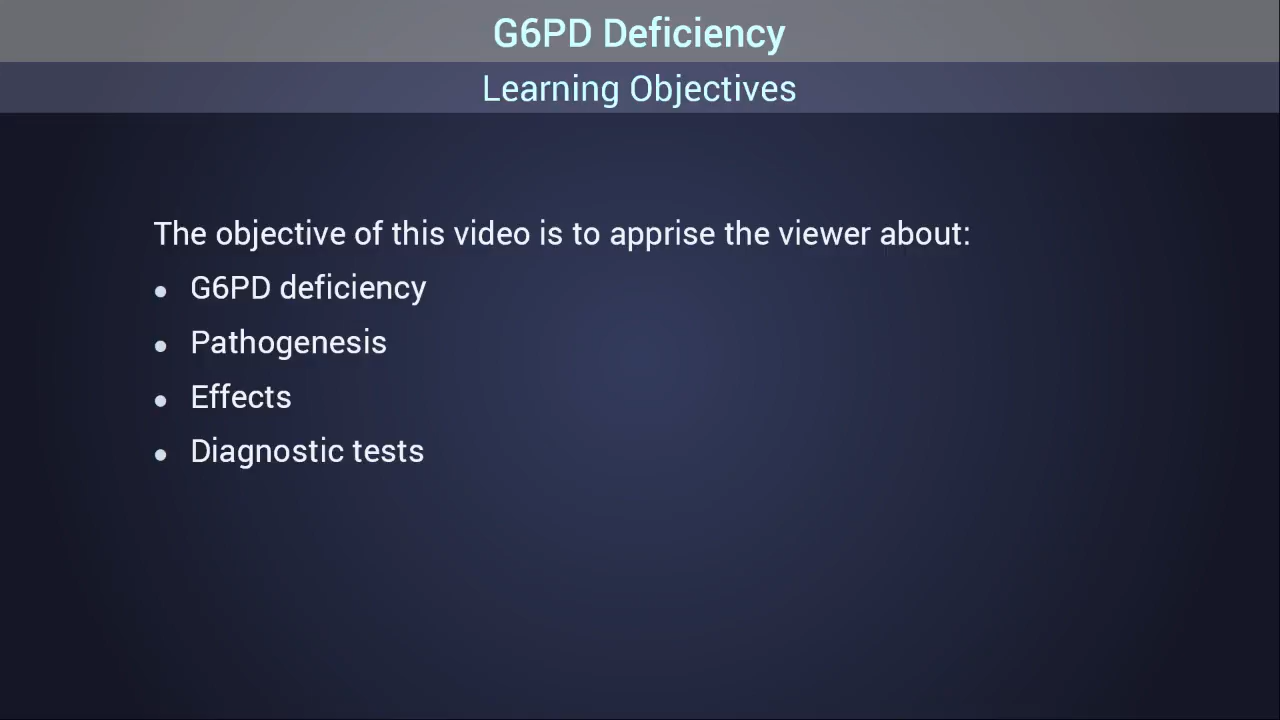 G6PD Deficiency
Learning Objectives
The objective of this video is to apprise the viewer about:
• G6PD deficiency
• Pathogenesis
• Effects
• Diagnostic tests